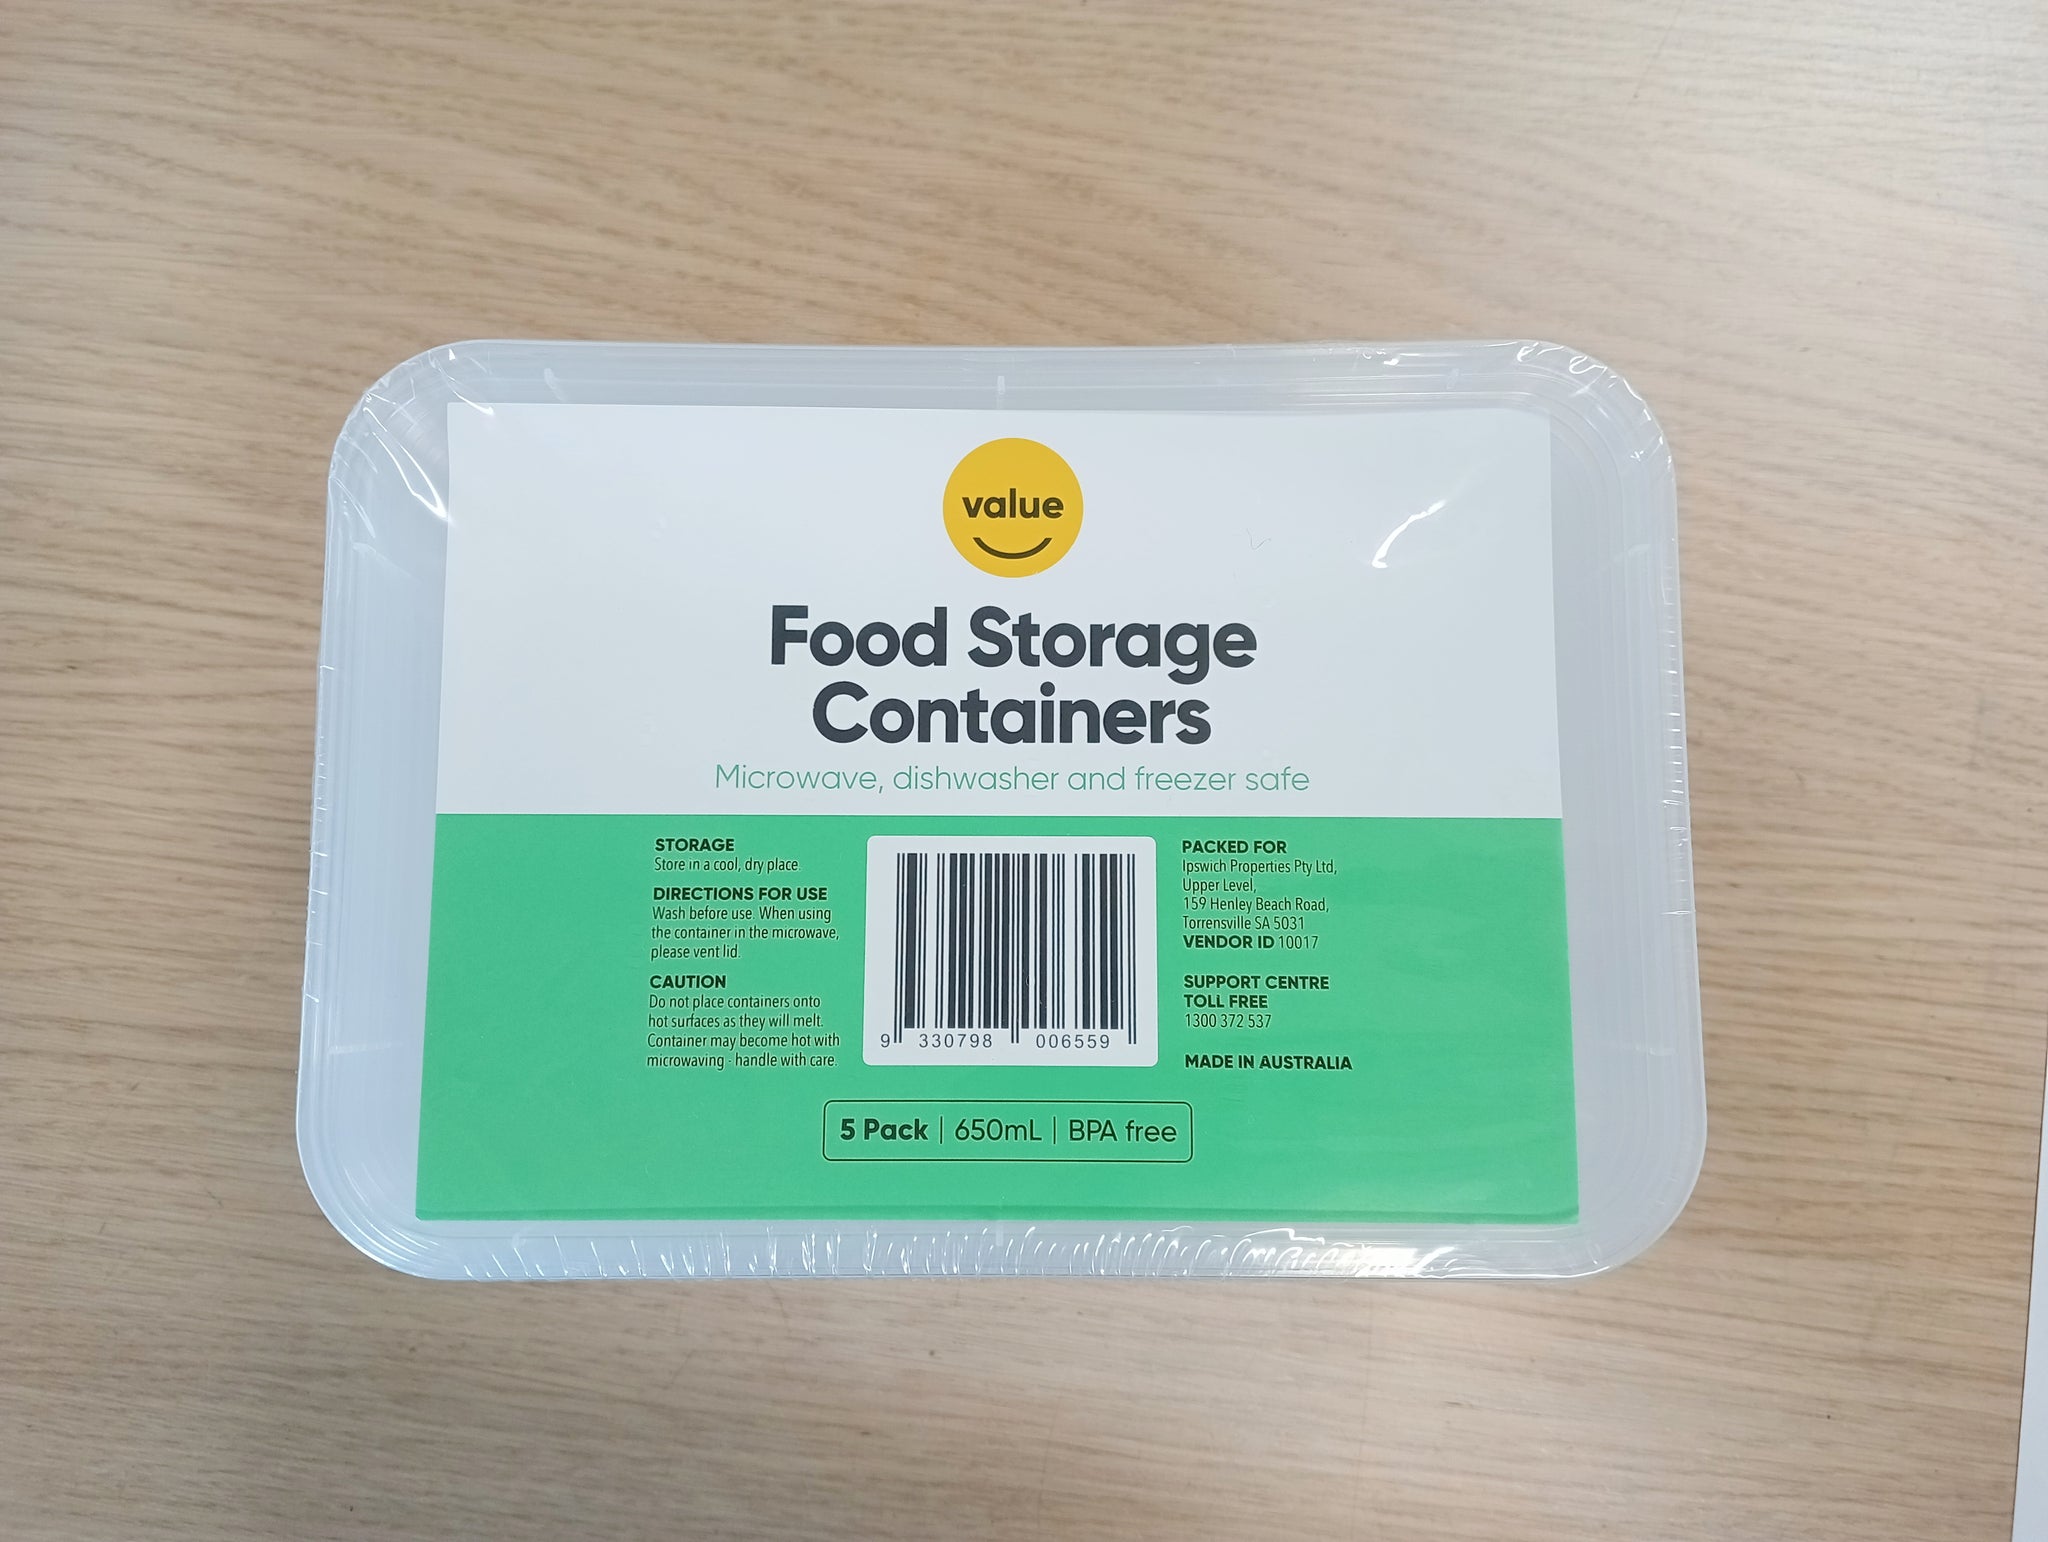 value
Food Storage
Containers
Microwave, dishwasher and freezer safe
STORAGE
Store in a cool, dry place.
DIRECTIONS FOR USE
Wash before use. When using
the container in the microwave,
please vent lid.
CAUTION
Do not place containers onto
hot surfaces as they will melt.
Container may become hot with
microwaving - handle with care.
9 330798 006559
PACKED FOR
Ipswich Properties Pty Ltd,
Upper Level,
159 Henley Beach Road,
Torrensville SA 5031
VENDOR ID 10017
SUPPORT CENTRE
TOLL FREE
1300 372 537
MADE IN AUSTRALIA
5 Pack | 650mL | BPA free